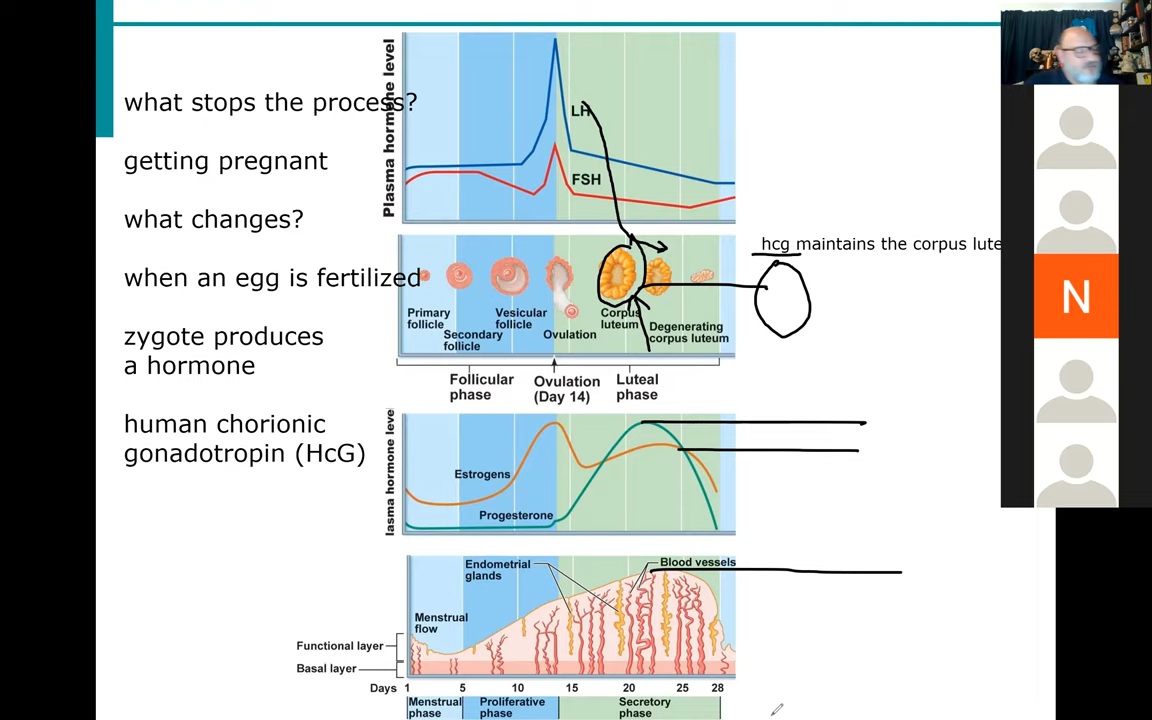 what stops the process?
getting pregnant
what changes?
when an egg is fertilized
zygote produces
a hormone
human chorionic
gonadotropin (HcG)
Plasma hormone level
LH
FSH
hcg maintains the corpus lute
Primary
follicle
Secondary
follicle
Vesicular
follicle
Ovulation
Corpus
luteum
Degenerating
corpus luteum
Follicular
phase
Ovulation
(Day 14)
Luteal
phase
lasma hormone leve
Estrogens
Progesterone
Endometrial
glands
Blood vessels
Menstrual
flow
Functional layer
Basal layer
Days 1 5 10 15 20 25 28
Menstrual
phase
Proliferative
phase
Secretory
phase
N